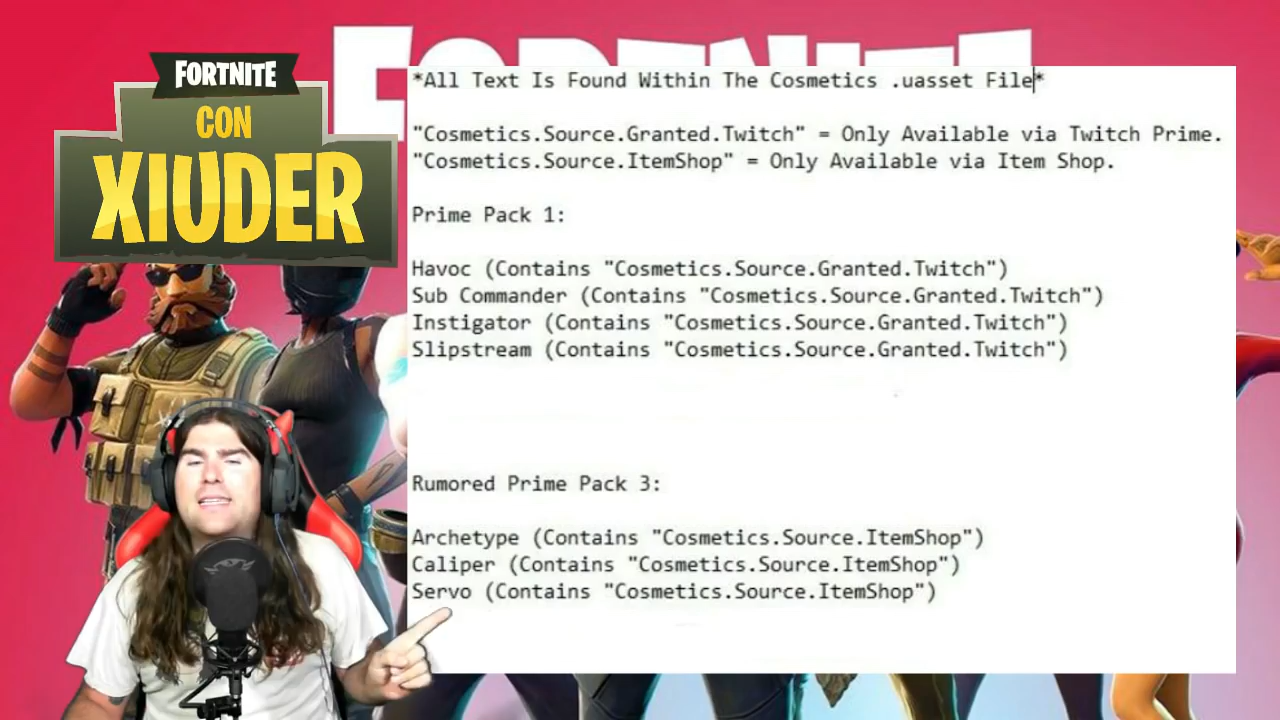 FORTNITE
FORTNITE
CON
XIUDER
*All Text Is Found Within The Cosmetics .uasset File*
"Cosmetics.Source.Granted.Twitch" = Only Available via Twitch Prime.
"Cosmetics.Source.ItemShop" = Only Available via Item Shop.
Prime Pack 1:
Havoc (Contains "Cosmetics.Source.Granted.Twitch")
Sub Commander (Contains "Cosmetics.Source.Granted.Twitch")
Instigator (Contains "Cosmetics.Source.Granted.Twitch")
Slipstream (Contains "Cosmetics.Source.Granted.Twitch")
Rumored Prime Pack 3:
Archetype (Contains "Cosmetics.Source.ItemShop")
Caliper (Contains "Cosmetics.Source.ItemShop")
Servo (Contains "Cosmetics.Source.ItemShop")